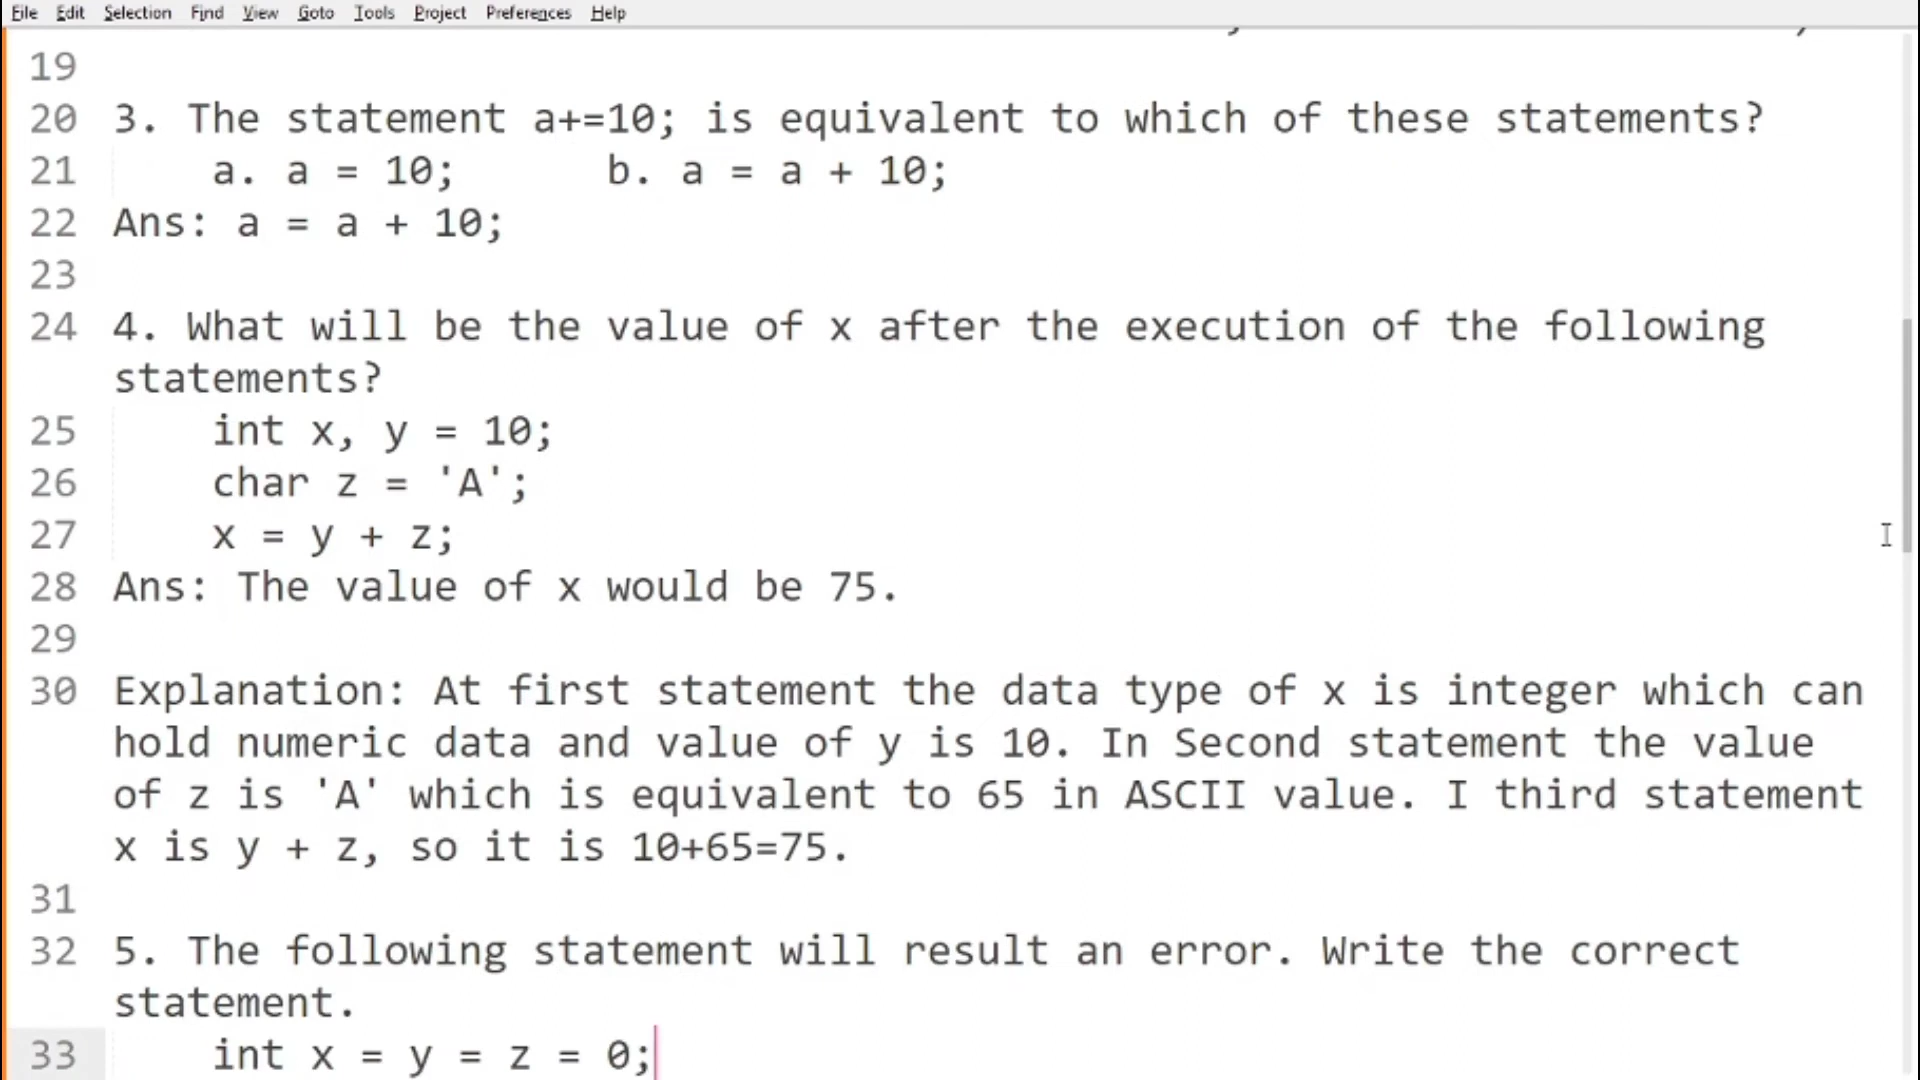 File Edit Selection Find View Goto Tools Project Preferences Help
19
20 3. The statement a+=10; is equivalent to which of these statements?
21 a. a = 10; b. a = a + 10;
22 Ans: a = a + 10;
23
24 4. What will be the value of x after the execution of the following
statements?
25 int x, y = 10;
26 char z = 'A';
27 x = y + z;
28 Ans: The value of x would be 75.
29
30 Explanation: At first statement the data type of x is integer which can
hold numeric data and value of y is 10. In Second statement the value
of z is 'A' which is equivalent to 65 in ASCII value. I third statement
x is y + z, so it is 10+65=75.
31
32 5. The following statement will result an error. Write the correct
statement.
33 int x = y = z = 0;